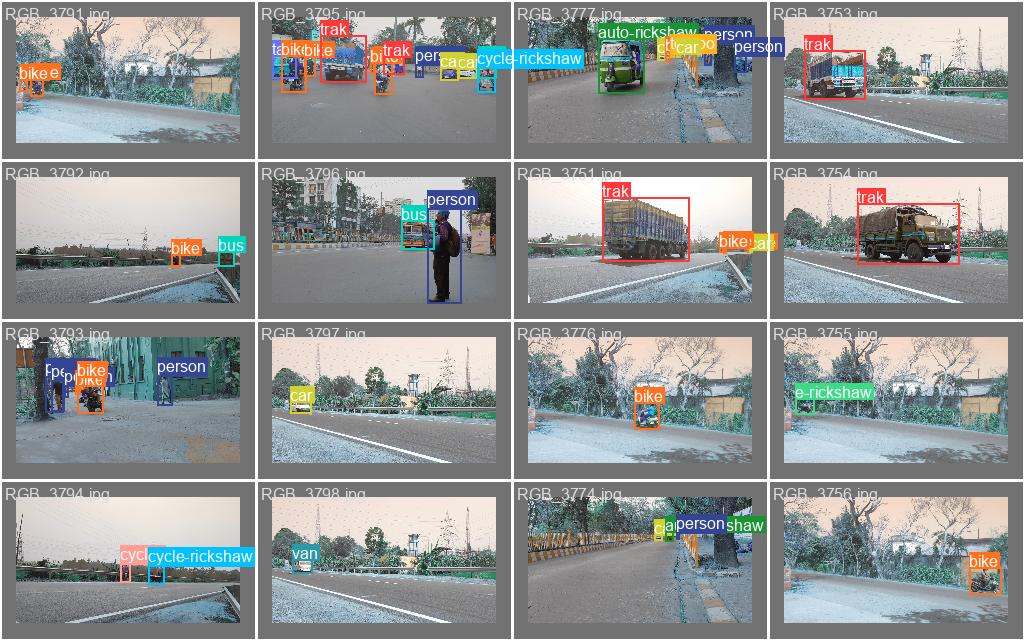 RGB_3791.jpg
bike
RGB_3795.jpg
trak
bike
bike
trak
cycle-rickshaw
RGB_3777.jpg
auto-rickshaw
person
car
person
RGB_3753.jpg
trak
RGB_3792.jpg
bike
bus
RGB_3796.jpg
person
bus
RGB_3751.jpg
trak
bike
RGB_3754.jpg
trak
RGB_3793.jpg
bike
person
RGB_3797.jpg
car
RGB_3776.jpg
bike
RGB_3755.jpg
e-rickshaw
RGB_3794.jpg
cycle-rickshaw
RGB_3798.jpg
van
RGB_3774.jpg
person
shaw
RGB_3756.jpg
bike